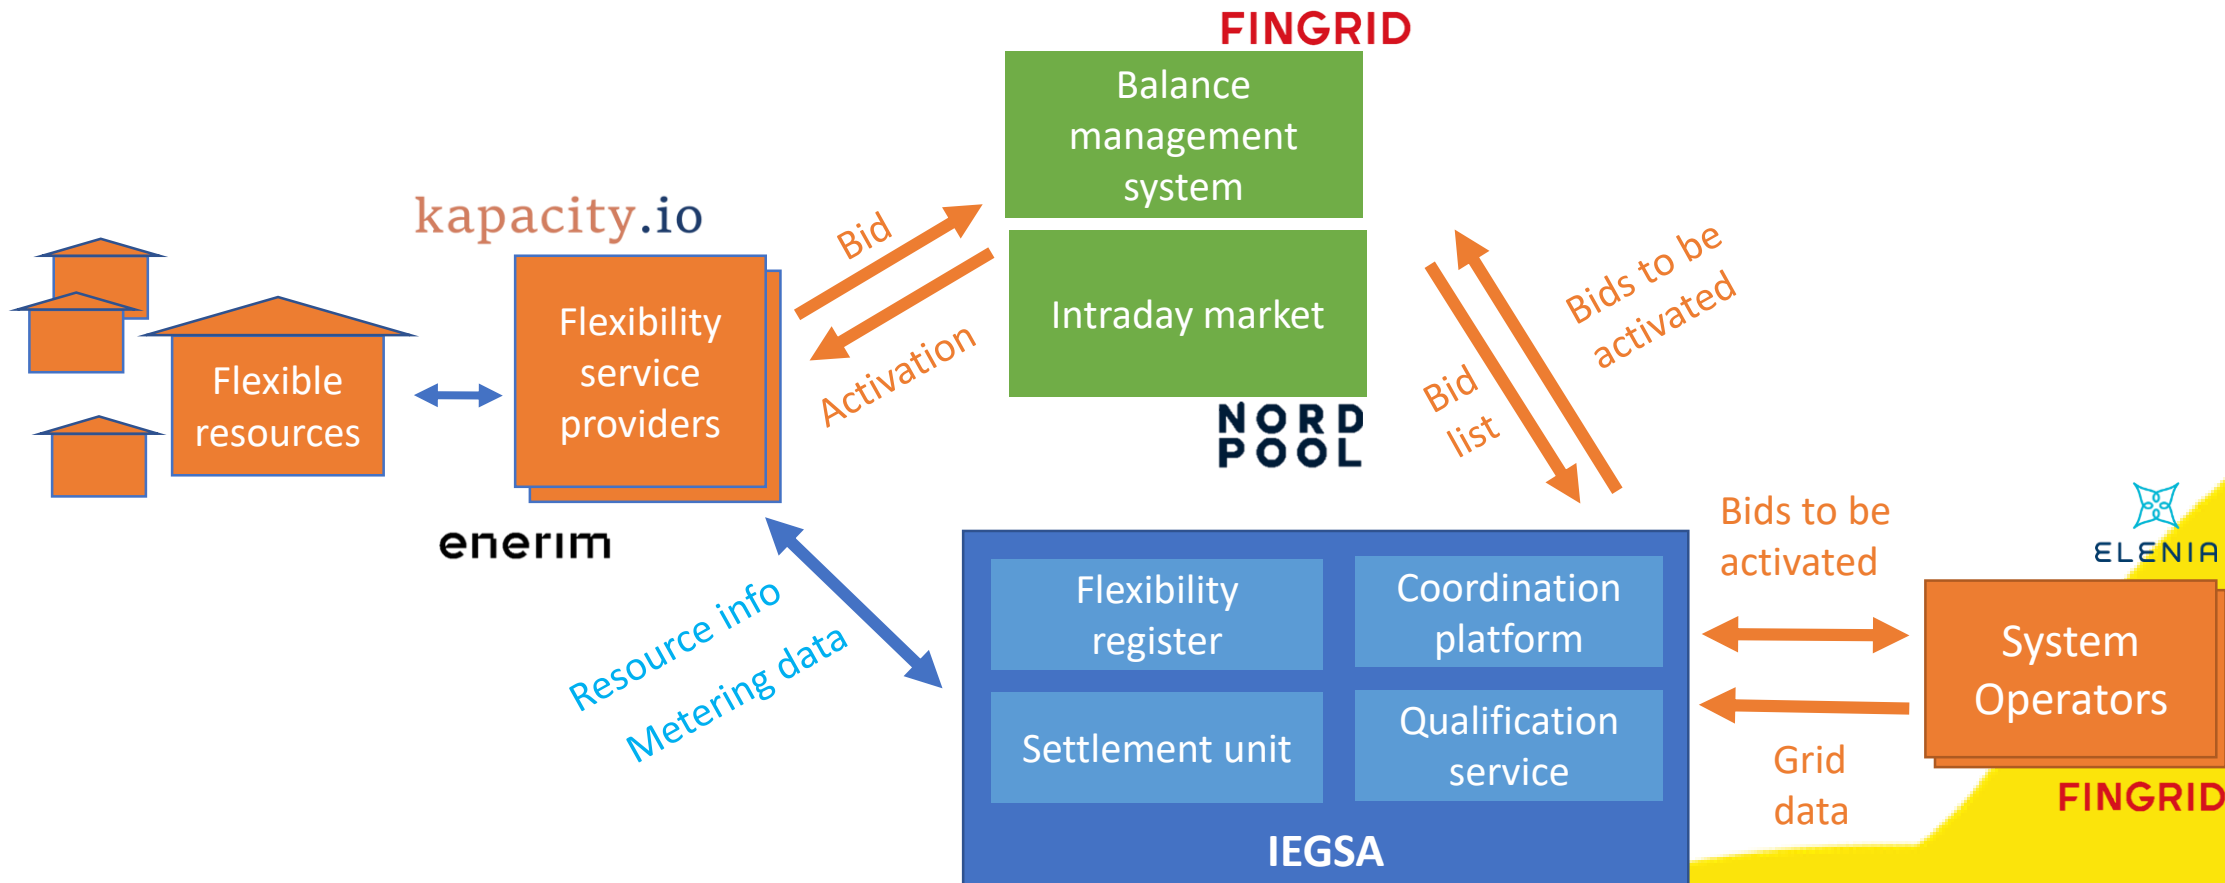 FINGRID
Balance
management
system
Intraday market
NORD
POOL
kapacity.io
Flexibility
service
providers
enerim
Flexible
resources
Bid
Activation
Bids to be
activated
Bid
list
Resource info
Metering data
Flexibility
register
Coordination
platform
Settlement unit
Qualification
service
IEGSA
Bids to be
activated
Grid
data
ELENIA
System
Operators
FINGRID